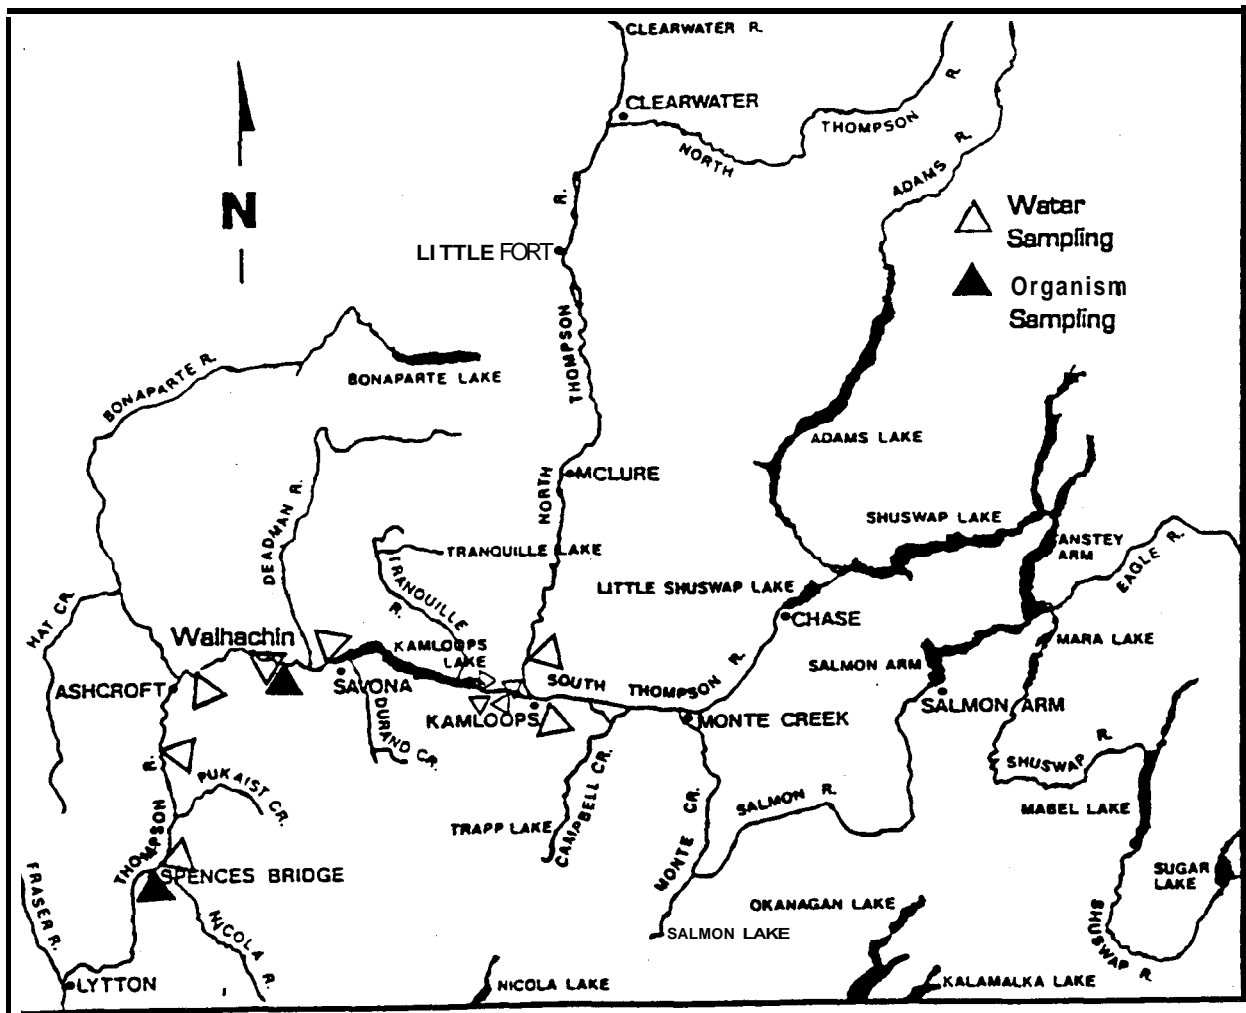 CLEARWATER R.
CLEARWATER
NORTH
THOMPSON
R.
ADAMS R.
N
Water
Sampling
Organism
Sampling
R.
LITTLE FORT
THOMPSON
NORTH
BONAPARTE R.
BONAPARTE LAKE
ADAMS LAKE
MCLURE
DEADMAN R.
SHUSWAP LAKE
ANSTEY
ARM
EAGLE R.
TRANQUILLE LAKE
TRANQUILLE
R.
LITTLE SHUSWAP LAKE
CHASE
HAT CR.
Walhachin
KAMLOOPS
LAKE
MARA LAKE
SALMON ARM
SALMON ARM
ASHCROFT
SAVONA
SOUTH
THOMPSON
R.
KAMLOOPS
MONTE CREEK
DURAND CR.
R.
PUKAIST CR.
THOMPSON
SHUSWAP
R.
MABEL LAKE
SALMON R.
TRAPP LAKE
CAMPBELL CR.
MONTE CR.
SPENCES BRIDGE
SUGAR
LAKE
FRASER R.
NICOLA R.
OKANAGAN LAKE
SALMON LAKE
SHUSWAP R.
LYTTON
NICOLA LAKE
KALAMALKA LAKE